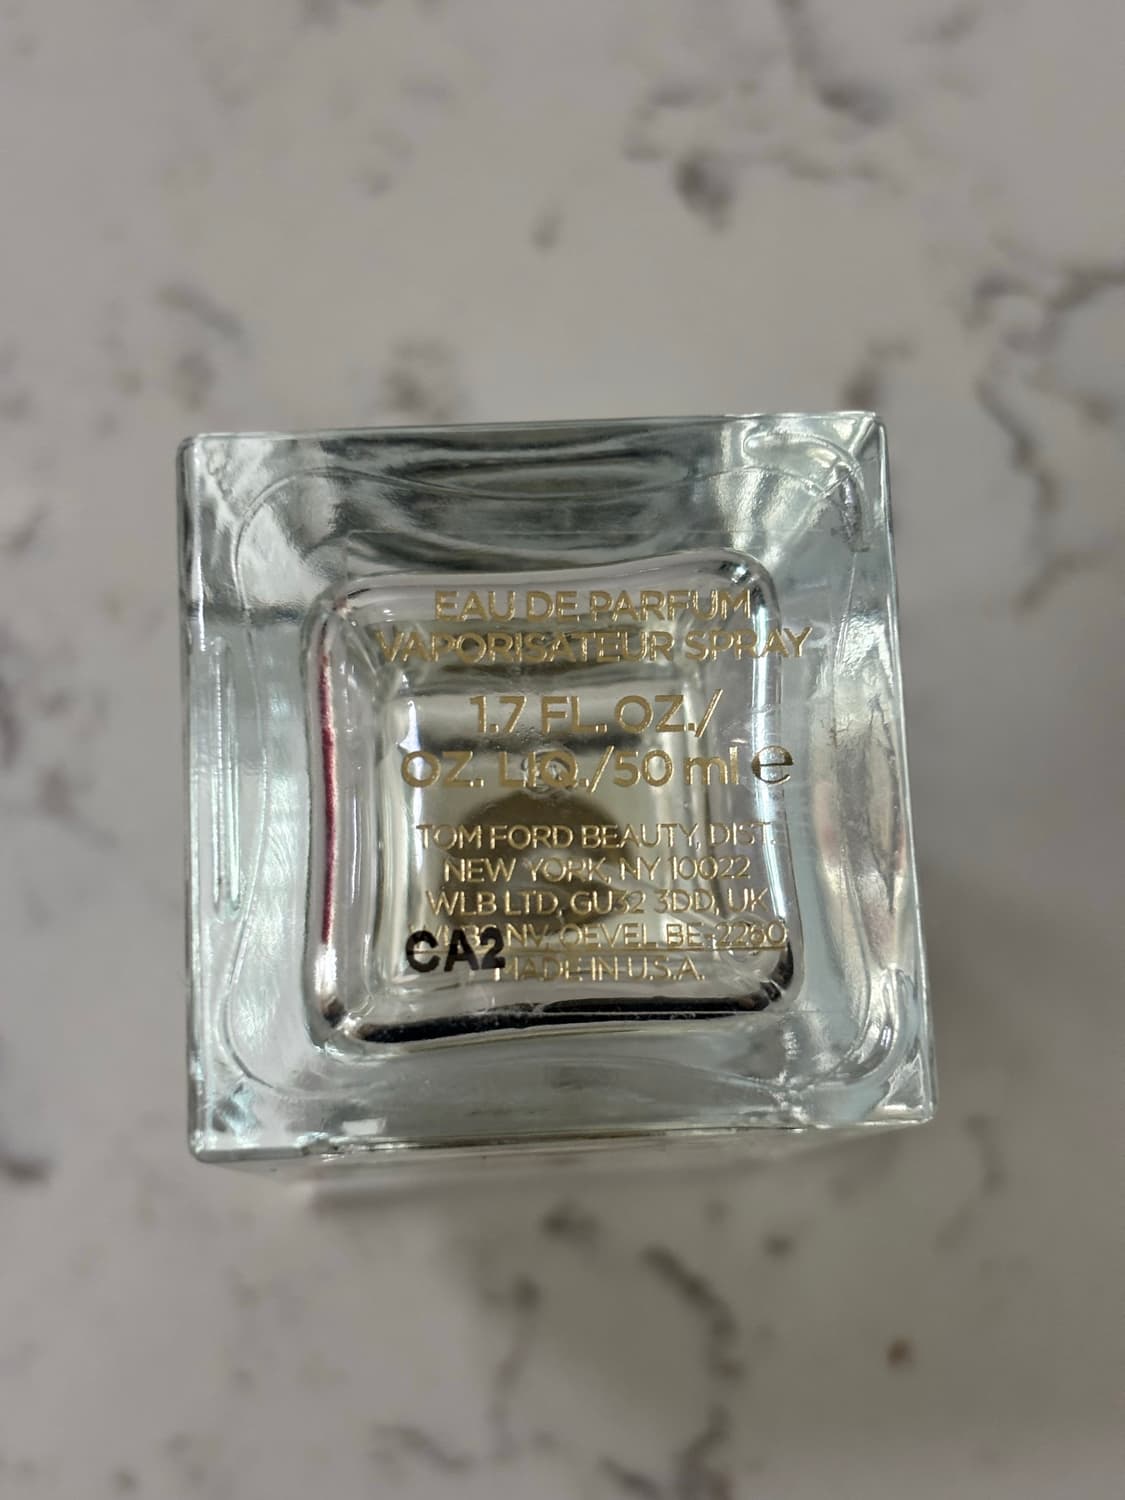 EAU DE PARFUM
VAPORISATEUR SPRAY
1.7 FL. OZ./
OZ. LIQ./50 ml e
TOM FORD BEAUTY, DIST.
NEW YORK, NY 10022
WLB LTD, GU32 3DD, UK
NV, OEVEL BE-2260
CA2
MADE IN U.S.A.